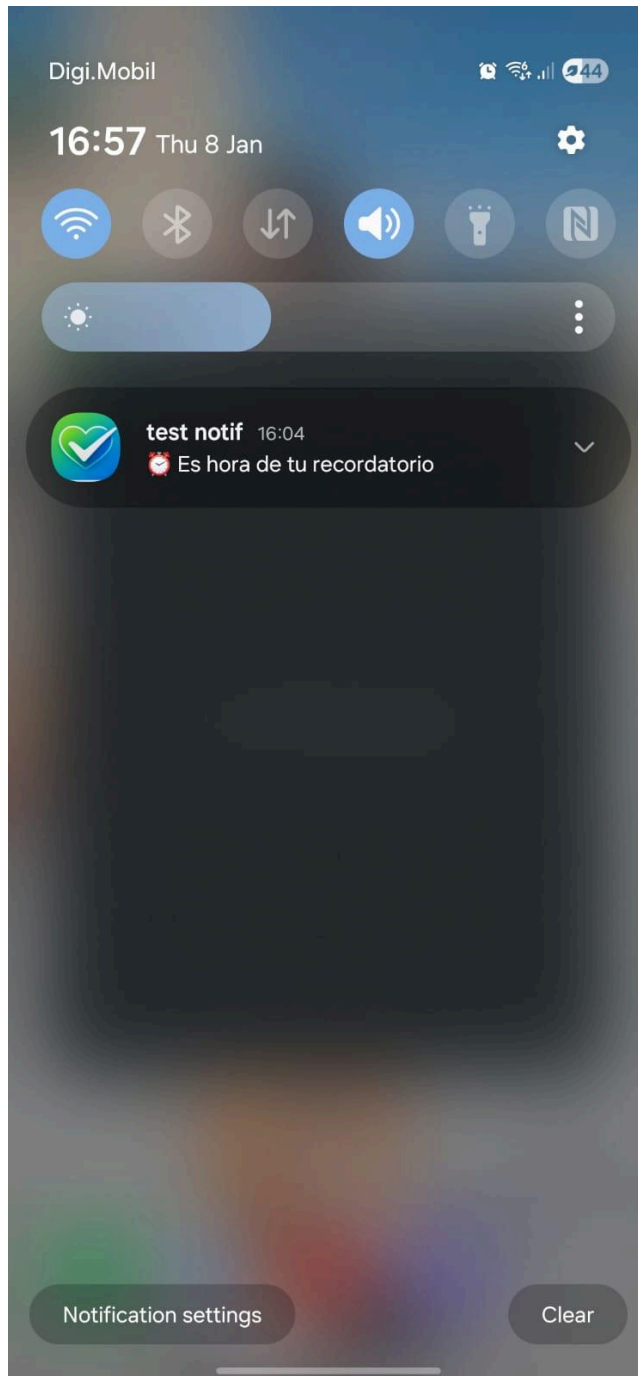 Digi.Mobil
44
16:57 Thu 8 Jan
test notif 16:04
⏰ Es hora de tu recordatorio
Notification settings
Clear